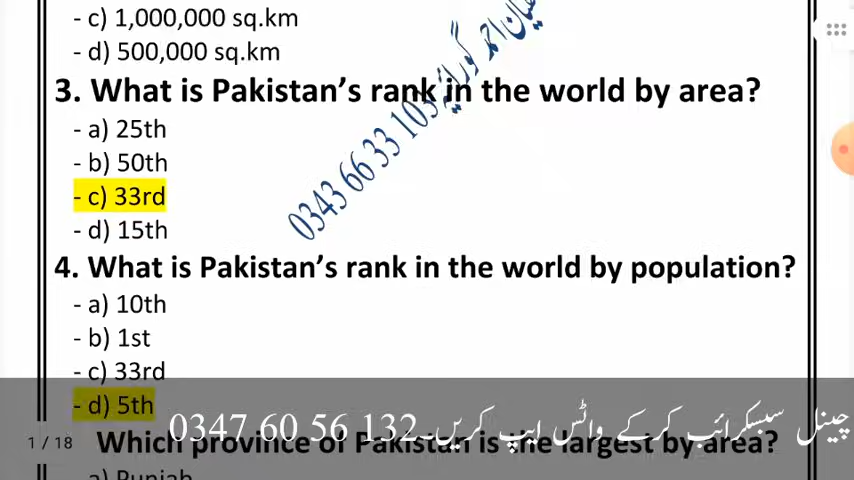 - c) 1,000,000 sq.km
- d) 500,000 sq.km
3. What is Pakistan’s rank in the world by area?
- a) 25th
- b) 50th
- c) 33rd
- d) 15th
0343 66 33 103
4. What is Pakistan’s rank in the world by population?
- a) 10th
- b) 1st
- c) 33rd
- d) 5th
چینل سبسکرائب کرکے واٹس ایپ کریں۔ 0347 60 56 132
1 / 18
Which province of Pakistan is the largest by area?
a) Punjab